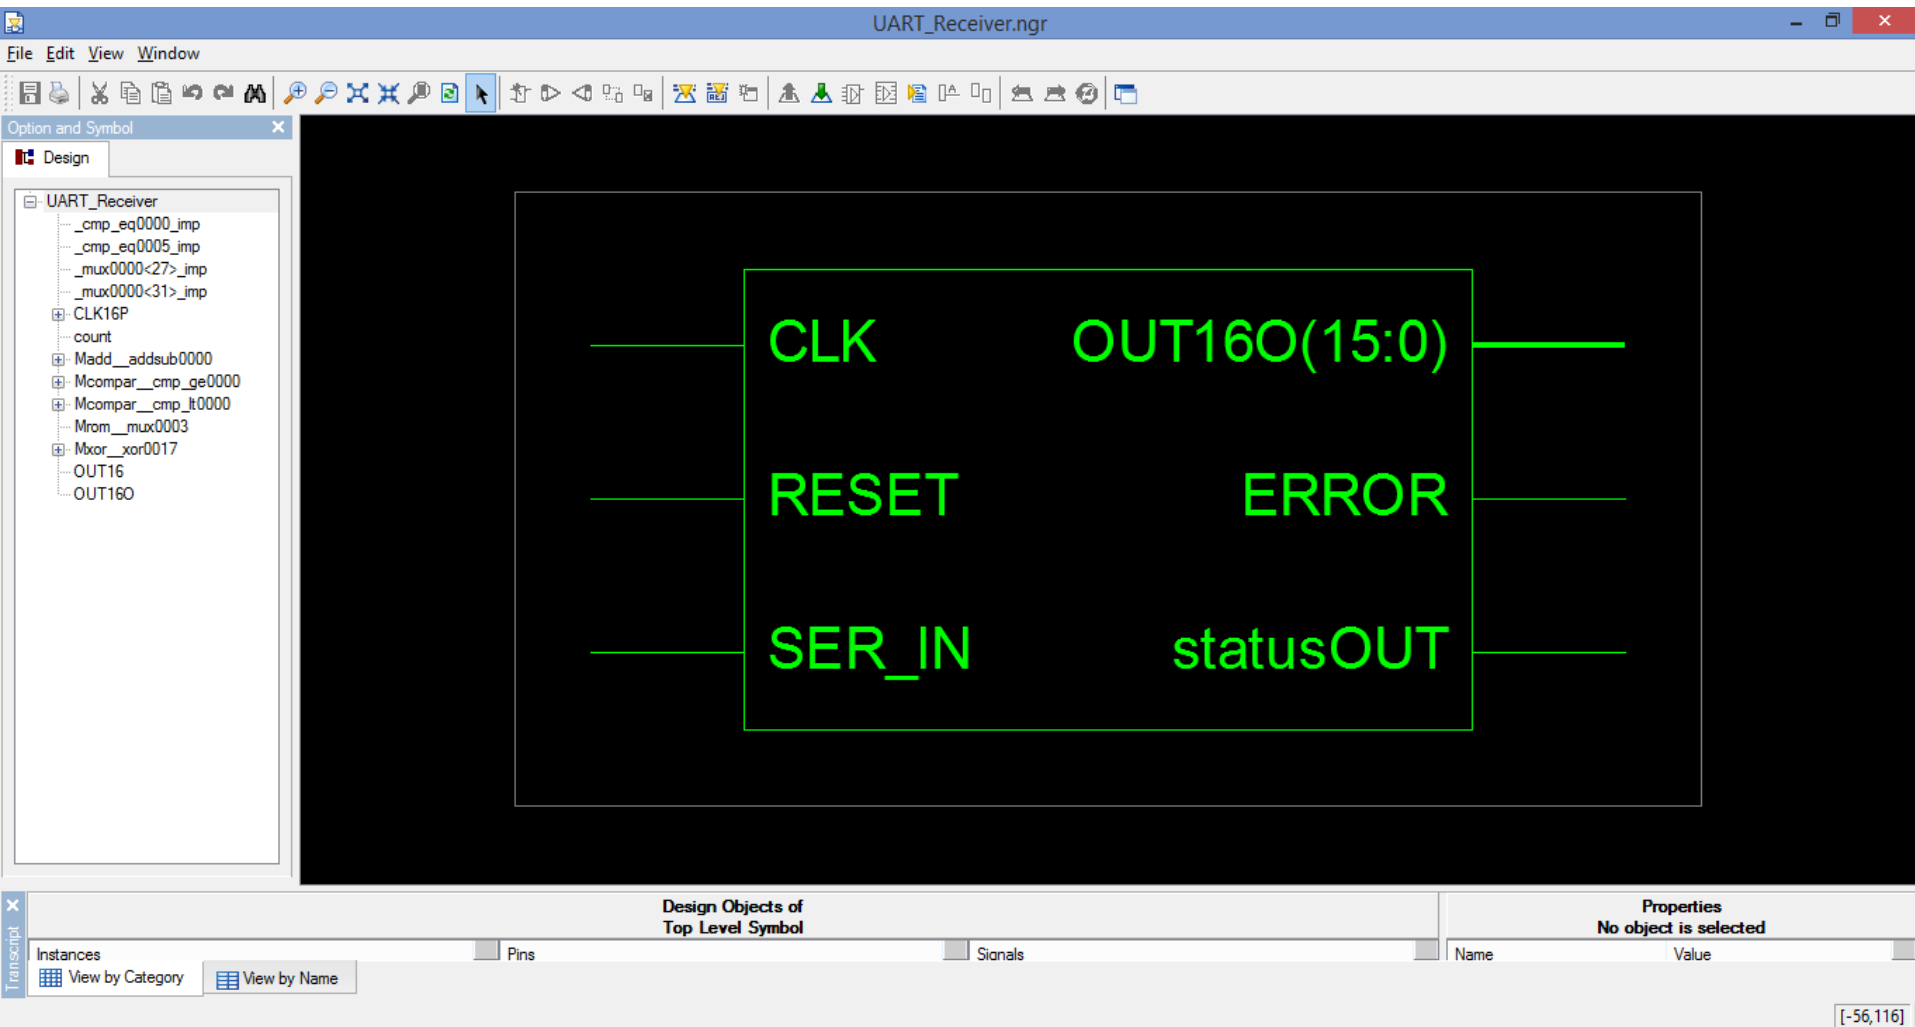 UART_Receiver.ngr
File Edit View Window
Option and Symbol
Design
UART_Receiver
_cmp_eq0000_imp
_cmp_eq0005_imp
_mux0000<27>_imp
_mux0000<31>_imp
CLK16P
count
Madd__addsub0000
Mcompar__cmp_ge0000
Mcompar__cmp_lt0000
Mrom__mux0003
Mxor__xor0017
OUT16
OUT16O
CLK OUT16O(15:0)
RESET ERROR
SER_IN statusOUT
Transcript
Design Objects of
Top Level Symbol
Properties
No object is selected
Instances Pins Signals Name Value
View by Category View by Name
[-56,116]